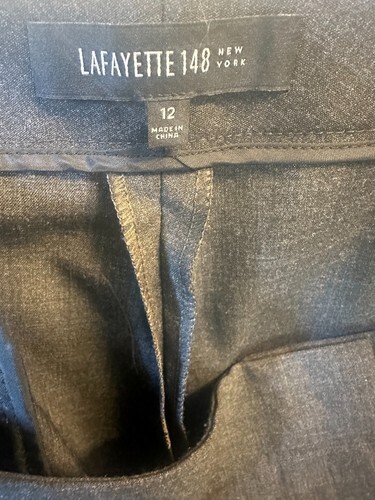 LAFAYETTE 148 NEW
YORK
12
MADE IN
CHINA